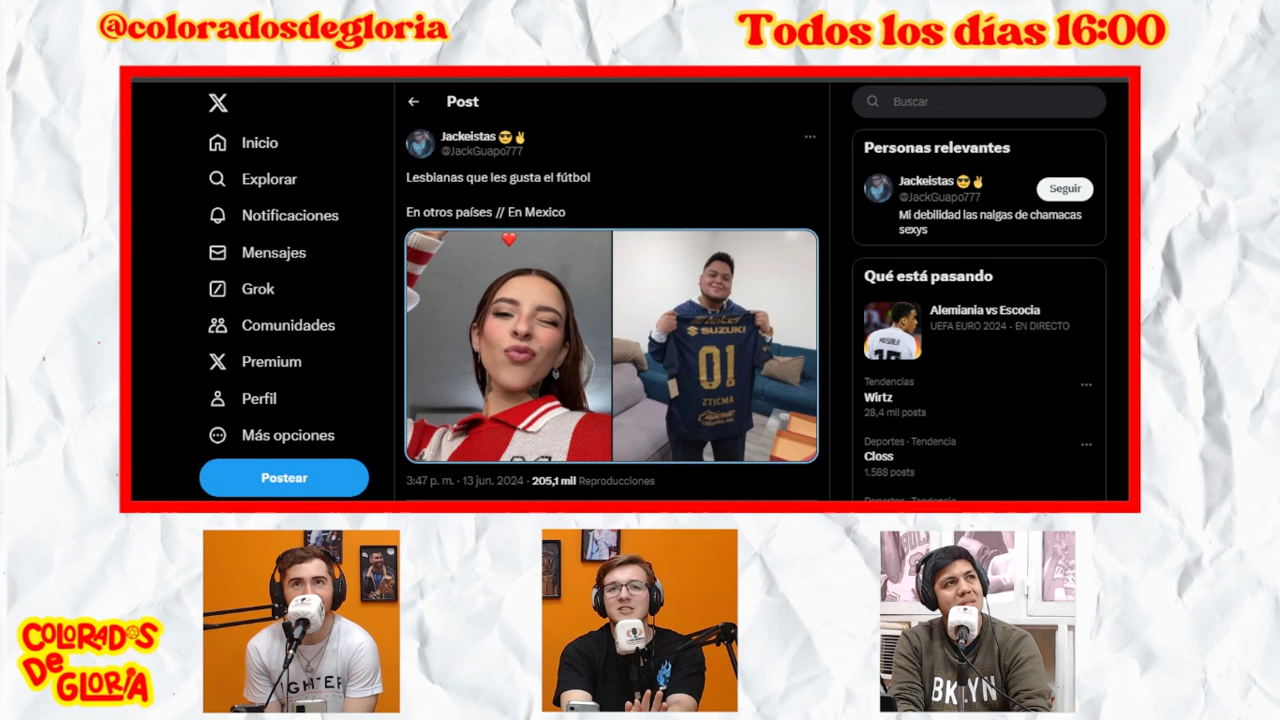 @coloradosdegloria
Todos los días 16:00
Inicio
Explorar
Notificaciones
Mensajes
Grok
Comunidades
Premium
Perfil
Más opciones
Postear
Post
Jackeistas
@JackGuapo777
Lesbianas que les gusta el fútbol
En otros países // En Mexico
SUZUKI
01
ZTICMA
Caliente
3:47 p. m. · 13 jun. 2024 · 205,1 mil Reproducciones
Buscar
Personas relevantes
Jackeistas
@JackGuapo777
Seguir
Mi debilidad las nalgas de chamacas
sexys
Qué está pasando
Alemiania vs Escocia
UEFA EURO 2024 · EN DIRECTO
Tendencias
Wirtz
28,4 mil posts
Deportes · Tendencia
Closs
1.588 posts
COLORADOS
DE
GLORIA
BKLYN